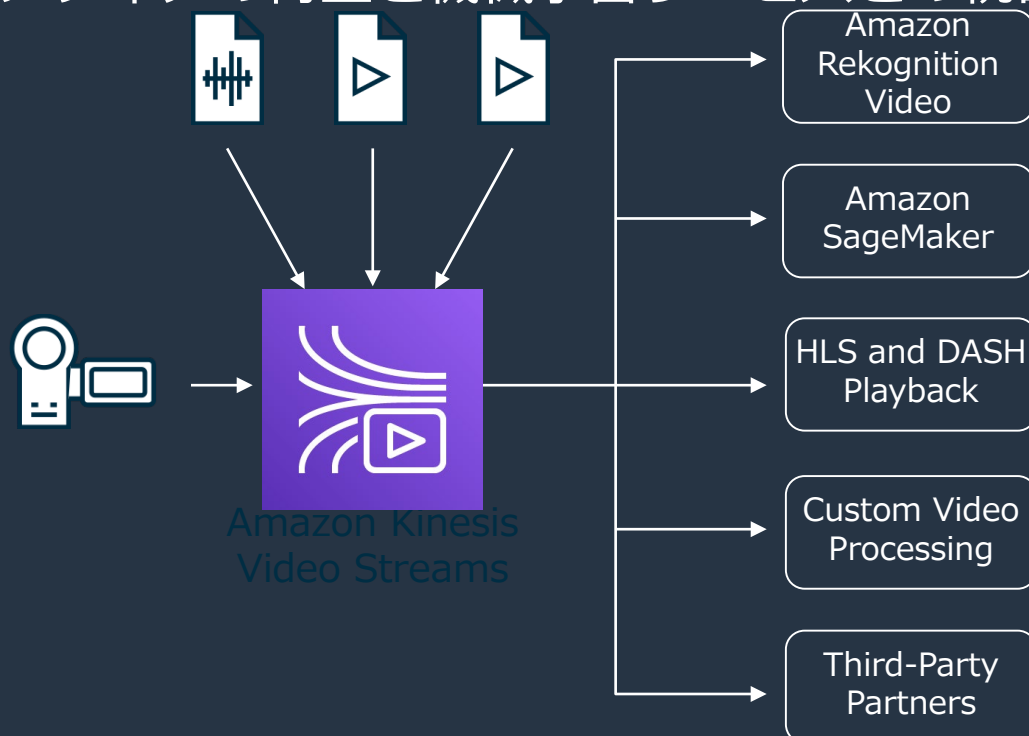 Amazon
Rekognition
Video
Amazon
SageMaker
HLS and DASH
Playback
Amazon Kinesis
Video Streams
Custom Video
Processing
Third-Party
Partners